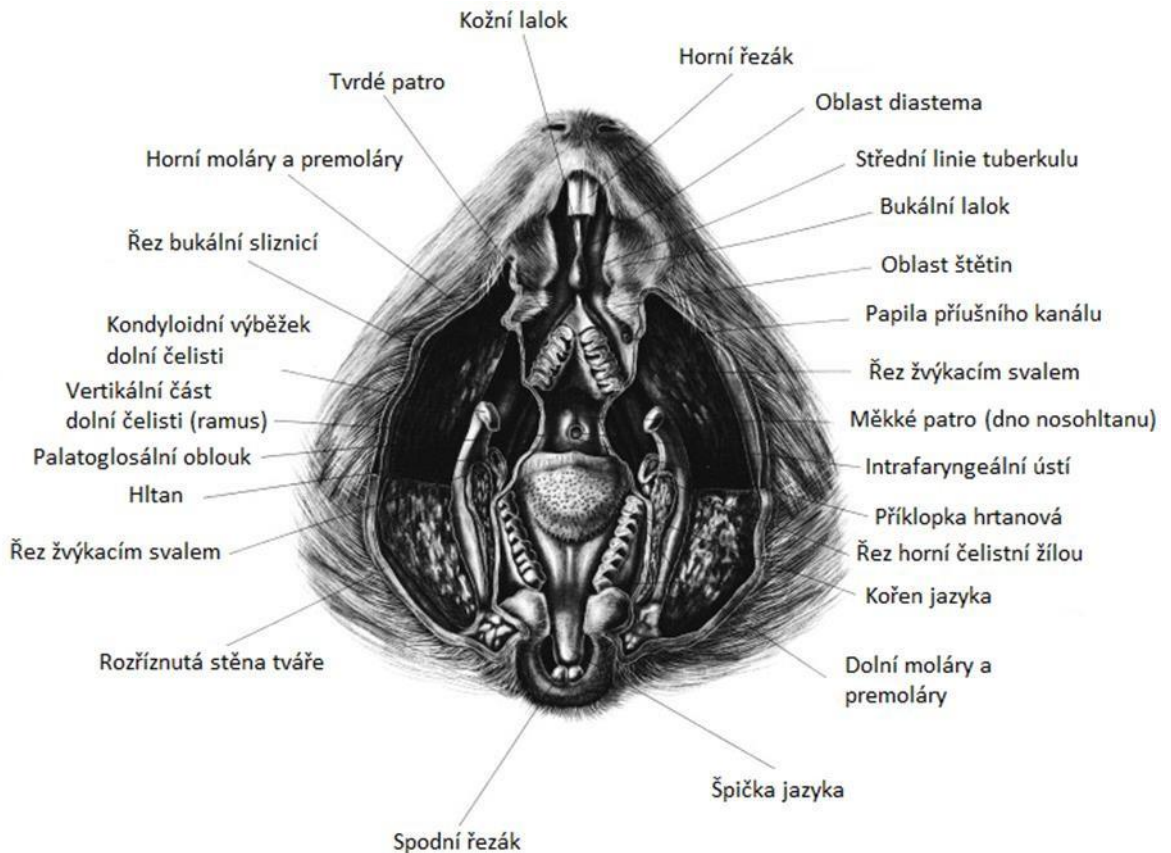 Kožní lalok
Horní řezák
Tvrdé patro
Oblast diastema
Horní moláry a premoláry
Střední linie tuberkulu
Bukální lalok
Řez bukální sliznicí
Oblast štětin
Kondyloidní výběžek
dolní čelisti
Papila příušního kanálu
Vertikální část
dolní čelisti (ramus)
Řez žvýkacím svalem
Palatoglosální oblouk
Měkké patro (dno nosohltanu)
Hltan
Intrafaryngeální ústí
Řez žvýkacím svalem
Příklopka hrtanová
Řez horní čelistní žílou
Kořen jazyka
Rozříznutá stěna tváře
Dolní moláry a
premoláry
Špička jazyka
Spodní řezák